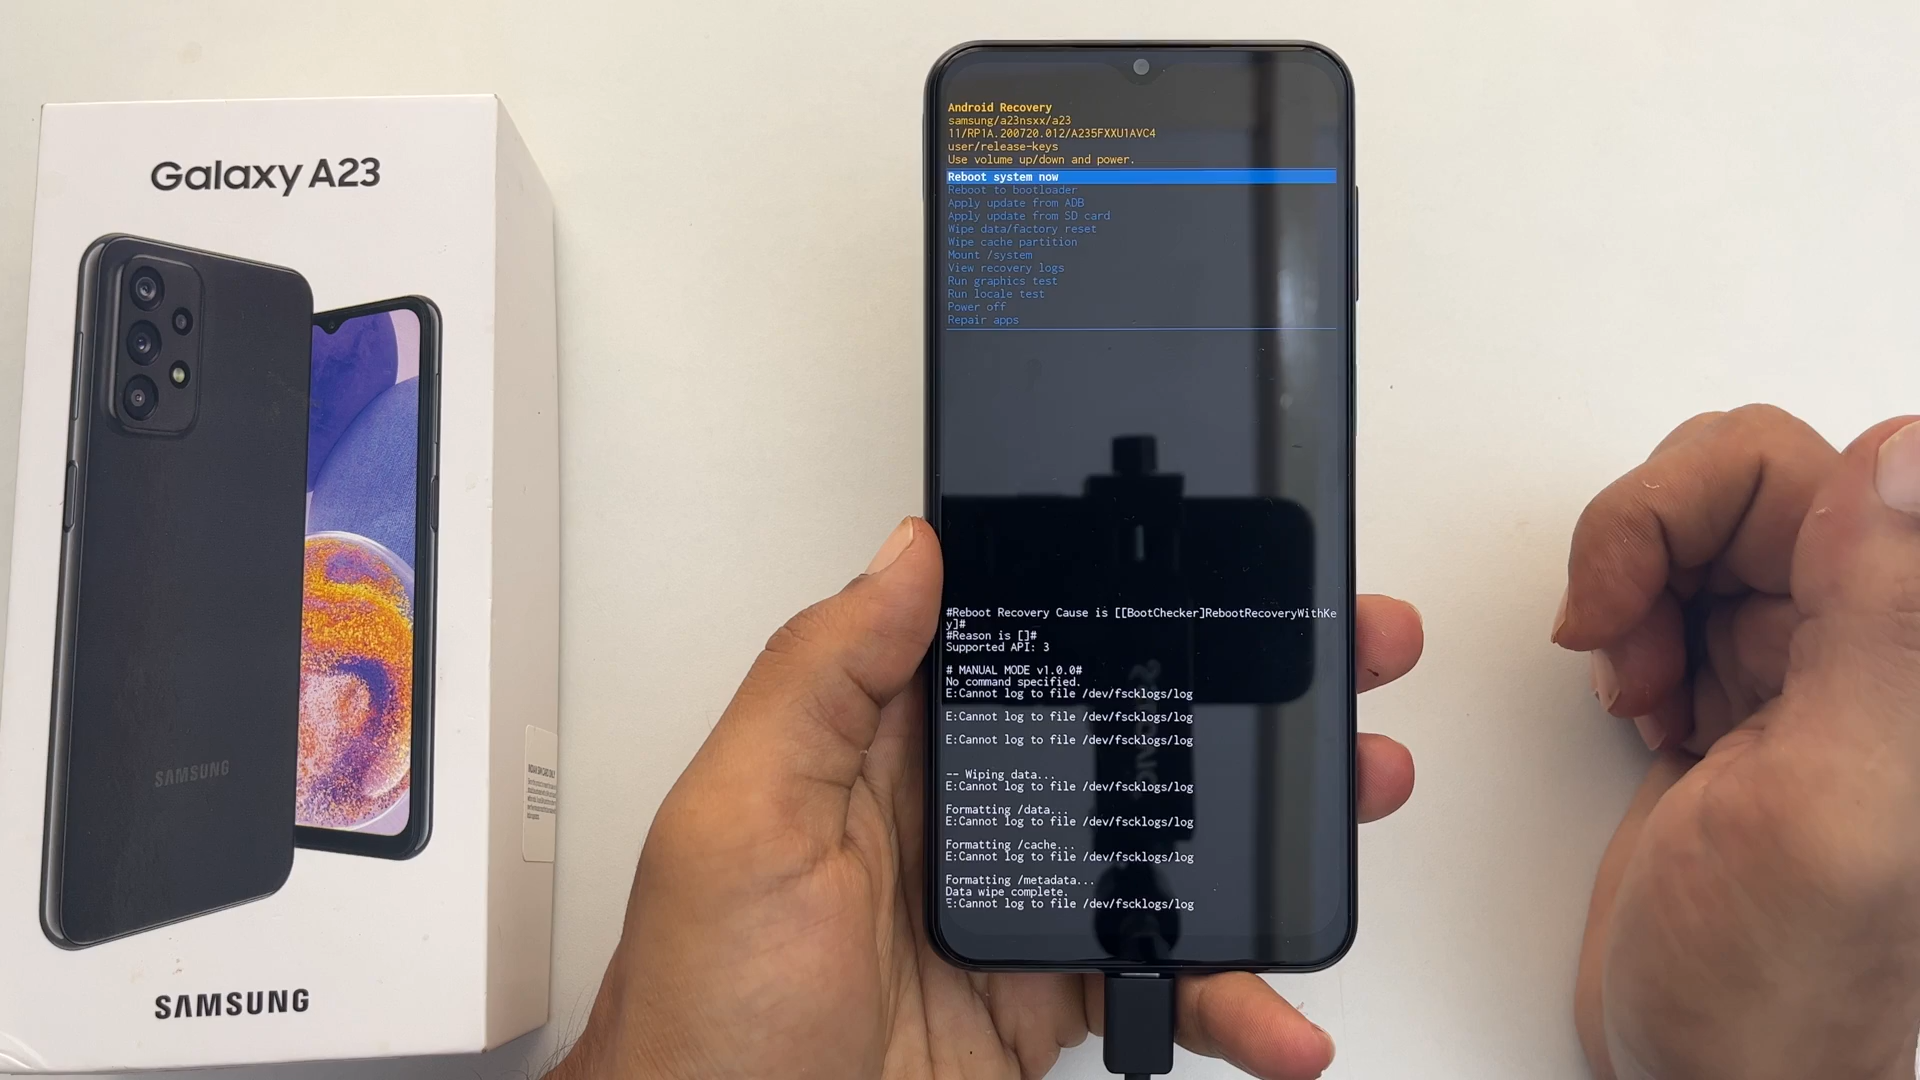 Galaxy A23
SAMSUNG
SAMSUNG
INDIAN SIM CARD ONLY
Android Recovery
samsung/a23nsxx/a23
11/RP1A.200720.012/A235FXXU1AVC4
user/release-keys
Use volume up/down and power.
Reboot system now
Reboot to bootloader
Apply update from ADB
Apply update from SD card
Wipe data/factory reset
Wipe cache partition
Mount /system
View recovery logs
Run graphics test
Run locale test
Power off
Repair apps
#Reboot Recovery Cause is [[BootChecker]RebootRecoveryWithKe
y]#
#Reason is []#
Supported API: 3
# MANUAL MODE v1.0.0#
No command specified.
E:Cannot log to file /dev/fscklogs/log
E:Cannot log to file /dev/fscklogs/log
E:Cannot log to file /dev/fscklogs/log
-- Wiping data...
E:Cannot log to file /dev/fscklogs/log
Formatting /data...
E:Cannot log to file /dev/fscklogs/log
Formatting /cache...
E:Cannot log to file /dev/fscklogs/log
Formatting /metadata...
Data wipe complete.
E:Cannot log to file /dev/fscklogs/log